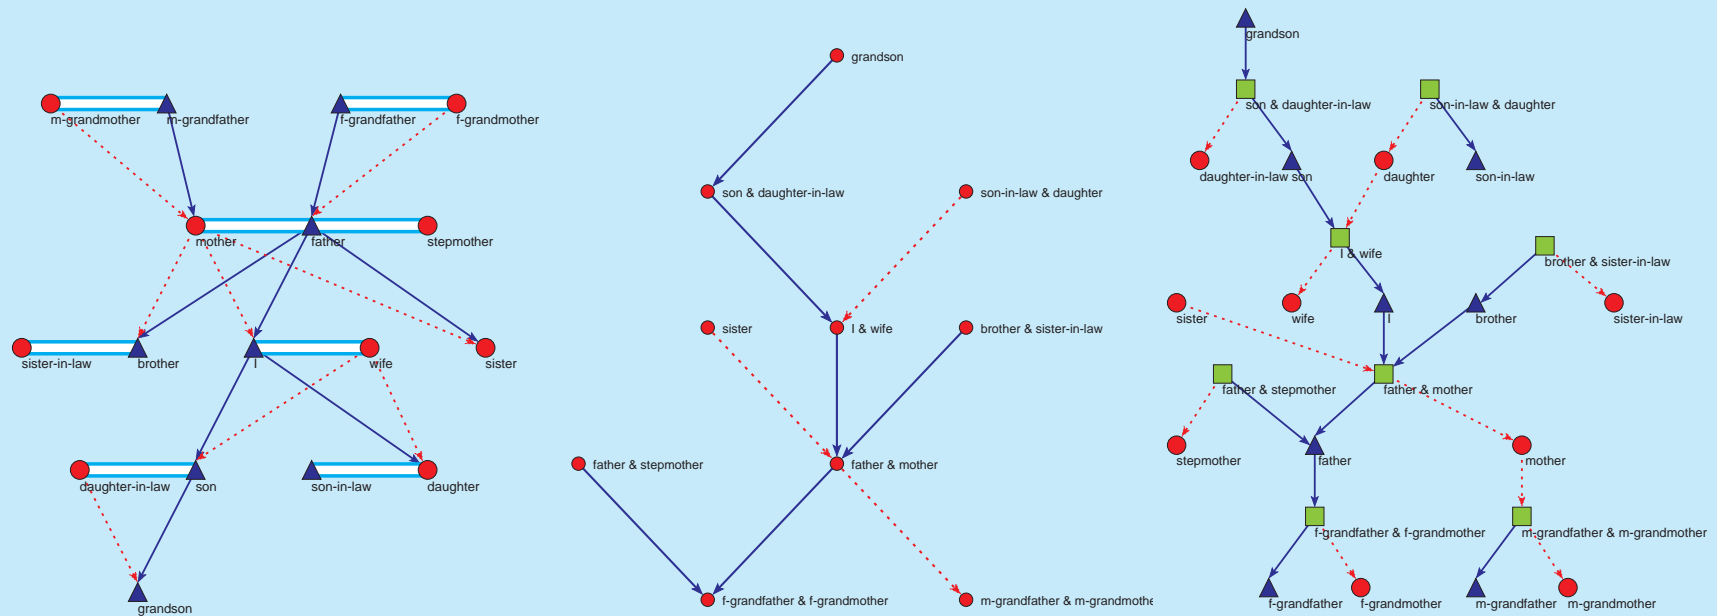 m-grandmother
m-grandfather
f-grandfather
f-grandmother
mother
father
stepmother
sister-in-law
brother
I
wife
sister
daughter-in-law
son
son-in-law
daughter
grandson
grandson
son & daughter-in-law
son-in-law & daughter
sister
I & wife
brother & sister-in-law
father & stepmother
father & mother
f-grandfather & f-grandmother
m-grandfather & m-grandmothe
grandson
son & daughter-in-law
son-in-law & daughter
daughter-in-law
son
daughter
son-in-law
I & wife
brother & sister-in-law
sister
wife
I
brother
sister-in-law
father & stepmother
father & mother
stepmother
father
mother
f-grandfather & f-grandmother
m-grandfather & m-grandmother
f-grandfather
f-grandmother
m-grandfather
m-grandmother